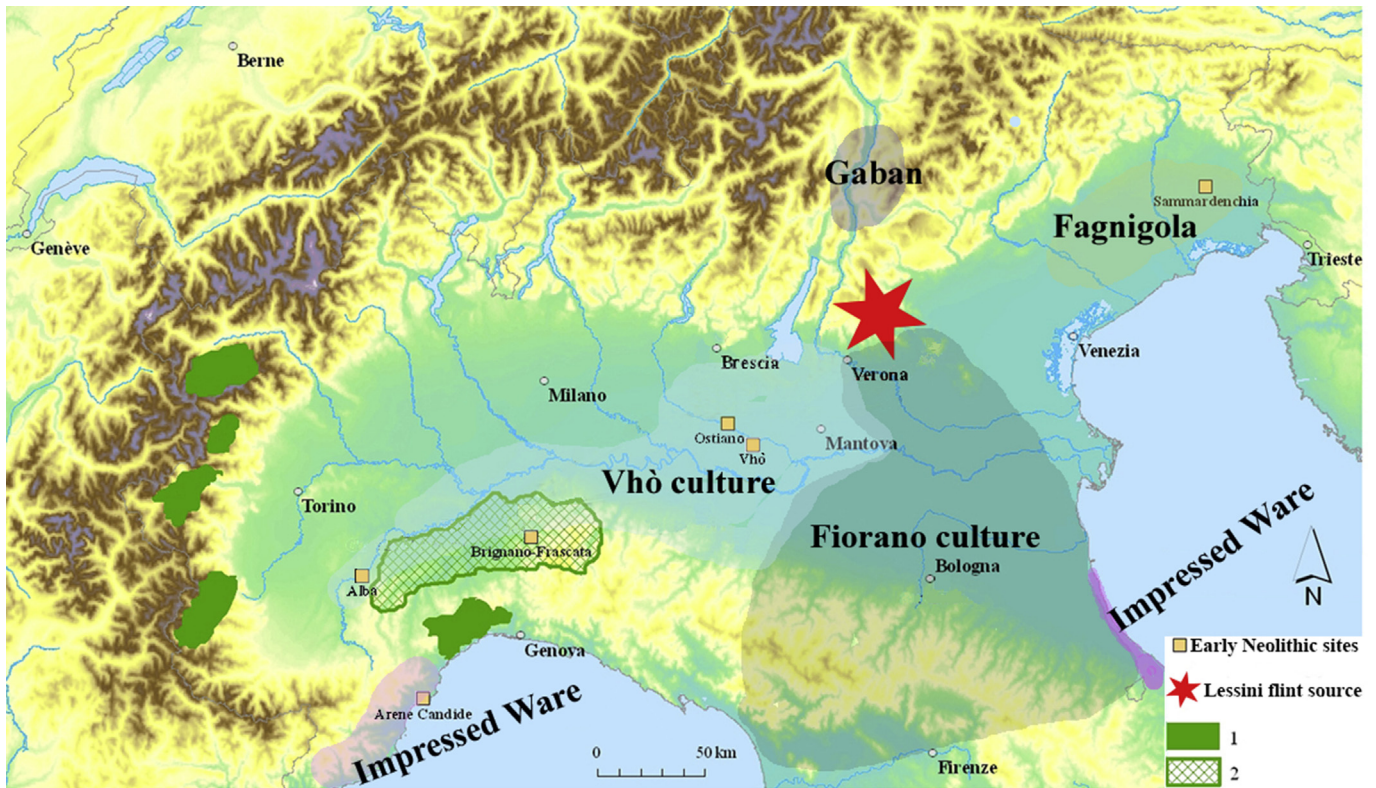 Berne
Gaban
Sammardenchia
Fagnigola
Genève
Trieste
Venezia
Brescia
Verona
Milano
Ostiano
Mantova
Vhò
Vhò culture
Torino
Fiorano culture
Brignano-Frascata
Bologna
Alba
Impressed Ware
N
Genova
Early Neolithic sites
Lessini flint source
Arene Candide
Impressed Ware
1
0 50 km
Firenze
2